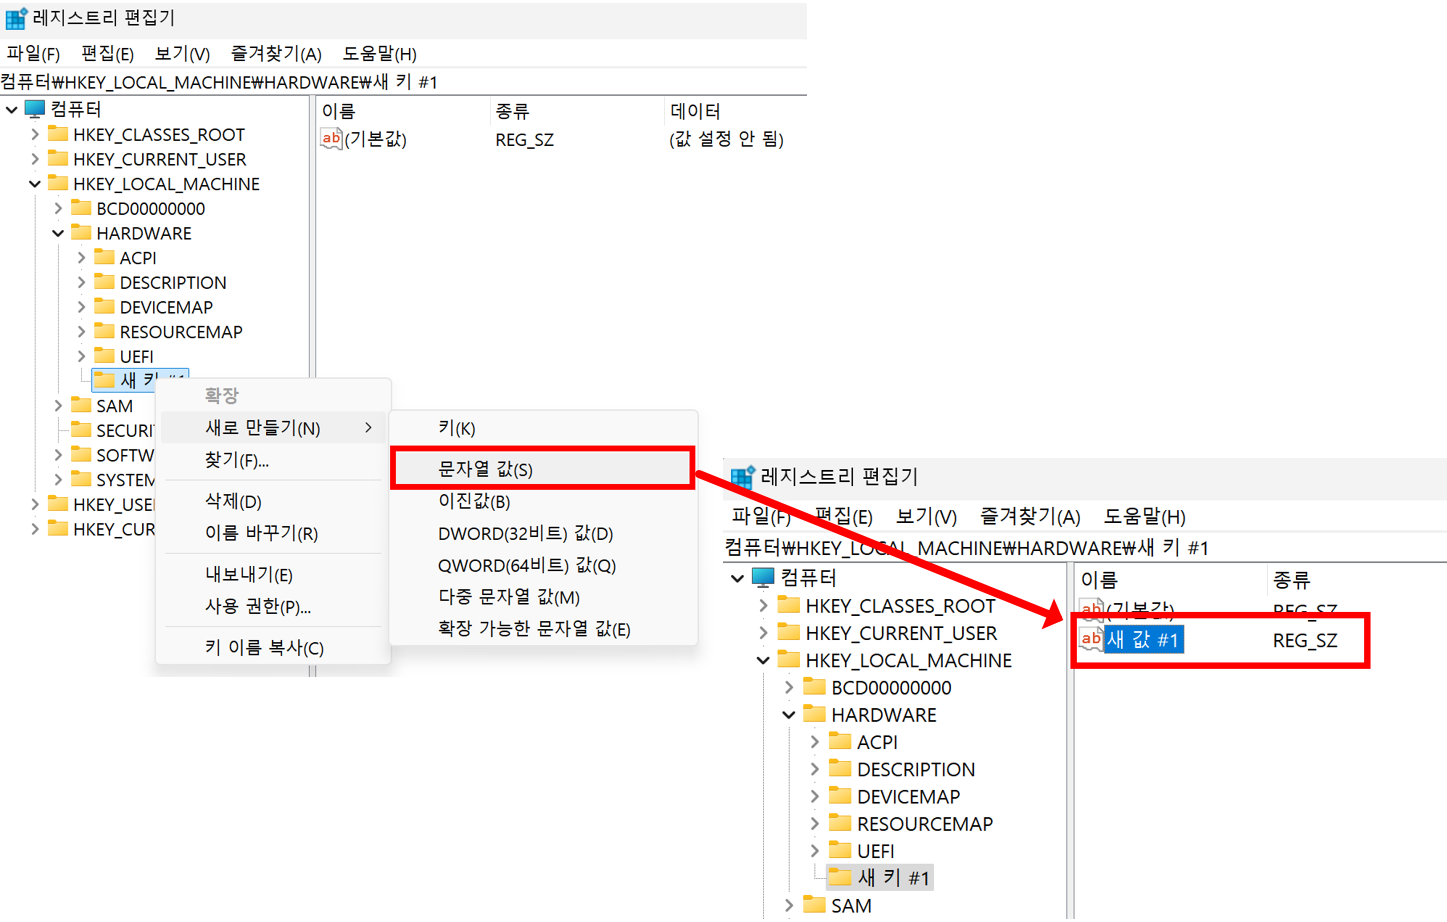 레지스트리 편집기
파일(F) 편집(E) 보기(V) 즐겨찾기(A) 도움말(H)
컴퓨터₩HKEY_LOCAL_MACHINE₩HARDWARE₩새 키 #1
컴퓨터
HKEY_CLASSES_ROOT
HKEY_CURRENT_USER
HKEY_LOCAL_MACHINE
BCD00000000
HARDWARE
ACPI
DESCRIPTION
DEVICEMAP
RESOURCEMAP
UEFI
새 키 #1
SAM
SECURI
SOFTW
SYSTEM
HKEY_USE
HKEY_CUR
이름 종류 데이터
(기본값) REG_SZ (값 설정 안 됨)
확장
새로 만들기(N)
찾기(F)...
삭제(D)
이름 바꾸기(R)
내보내기(E)
사용 권한(P)...
키 이름 복사(C)
키(K)
문자열 값(S)
이진값(B)
DWORD(32비트) 값(D)
QWORD(64비트) 값(Q)
다중 문자열 값(M)
확장 가능한 문자열 값(E)
레지스트리 편집기
파일(F) 편집(E) 보기(V) 즐겨찾기(A) 도움말(H)
컴퓨터₩HKEY_LOCAL_MACHINE₩HARDWARE₩새 키 #1
컴퓨터
HKEY_CLASSES_ROOT
HKEY_CURRENT_USER
HKEY_LOCAL_MACHINE
BCD00000000
HARDWARE
ACPI
DESCRIPTION
DEVICEMAP
RESOURCEMAP
UEFI
새 키 #1
SAM
이름 종류
(기본값) REG_SZ
새 값 #1 REG_SZ